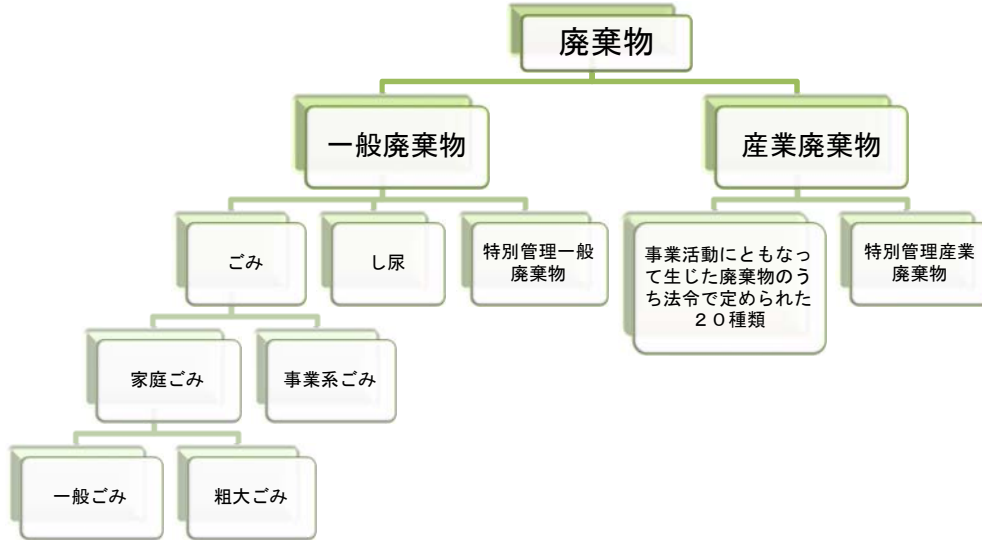 廃棄物
一般廃棄物
産業廃棄物
ごみ
し尿
特別管理一般
廃棄物
事業活動にともなっ
て生じた廃棄物のう
ち法令で定められた
２０種類
特別管理産業
廃棄物
家庭ごみ
事業系ごみ
一般ごみ
粗大ごみ